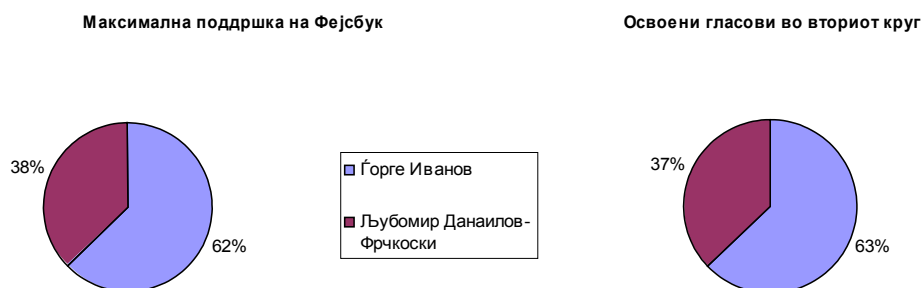 Максимална поддршка на Фејсбук
38%
62%
Ѓорге Иванов
Љубомир Данаилов-
Фрчкоски
Освоени гласови во вториот круг
37%
63%